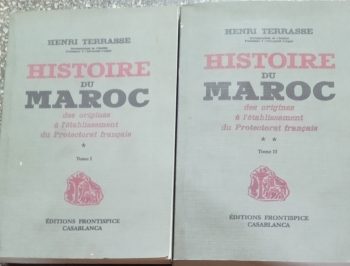 HENRI TERRASSE
HISTOIRE
DU
MAROC
des origines
à l'établissement
du Protectorat français
*
Tome I
ÉDITIONS FRONTISPICE
CASABLANCA
HENRI TERRASSE
HISTOIRE
DU
MAROC
des origines
à l'établissement
du Protectorat français
* *
Tome II
ÉDITIONS FRONTISPICE
CASABLANCA